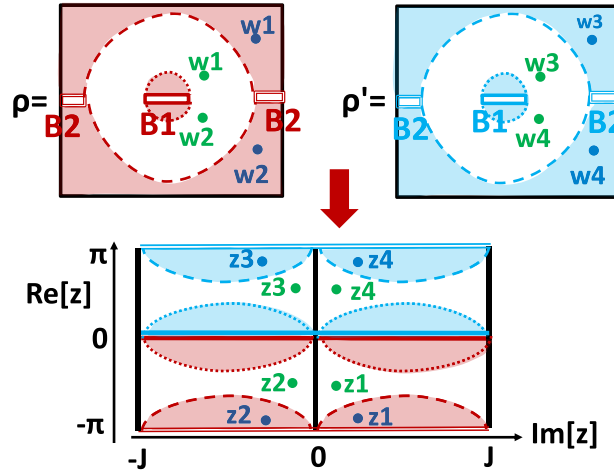 w1
w1
ρ=
B2
B1
B2
w2
w2
w3
w3
ρ'=
B2
B1
B2
w4
w4
π
z3
z4
Re[z]
z3
z4
0
z2
z1
-π
z2
z1
-J
0
J
Im[z]